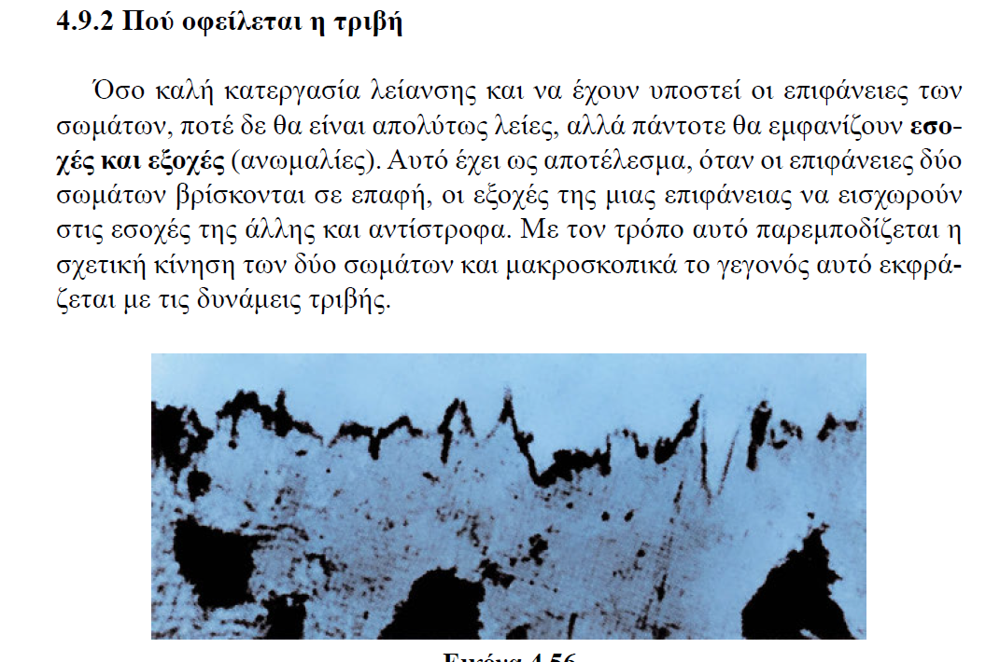 4.9.2 Πού οφείλεται η τριβή
Όσο καλή κατεργασία λείανσης και να έχουν υποστεί οι επιφάνειες των
σωμάτων, ποτέ δε θα είναι απολύτως λείες, αλλά πάντοτε θα εμφανίζουν εσο-
χές και εξοχές (ανωμαλίες). Αυτό έχει ως αποτέλεσμα, όταν οι επιφάνειες δύο
σωμάτων βρίσκονται σε επαφή, οι εξοχές της μιας επιφάνειας να εισχωρούν
στις εσοχές της άλλης και αντίστροφα. Με τον τρόπο αυτό παρεμποδίζεται η
σχετική κίνηση των δύο σωμάτων και μακροσκοπικά το γεγονός αυτό εκφρά-
ζεται με τις δυνάμεις τριβής.
Εικόνα 4.56